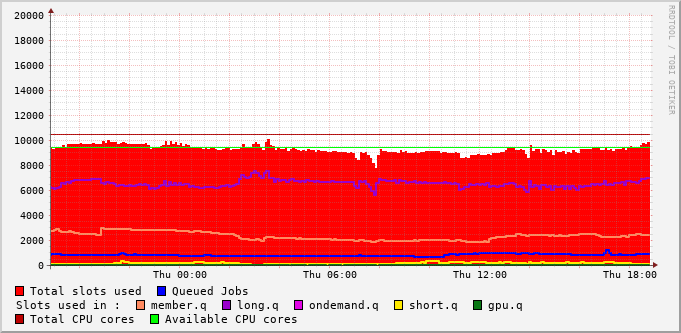 20000
18000
16000
14000
12000
10000
8000
6000
4000
2000
0
Thu 00:00 Thu 06:00 Thu 12:00 Thu 18:00
Total slots used Queued Jobs
Slots used in : member.q long.q ondemand.q short.q gpu.q
Total CPU cores Available CPU cores
RRDTOOL / TOBI OETIKER